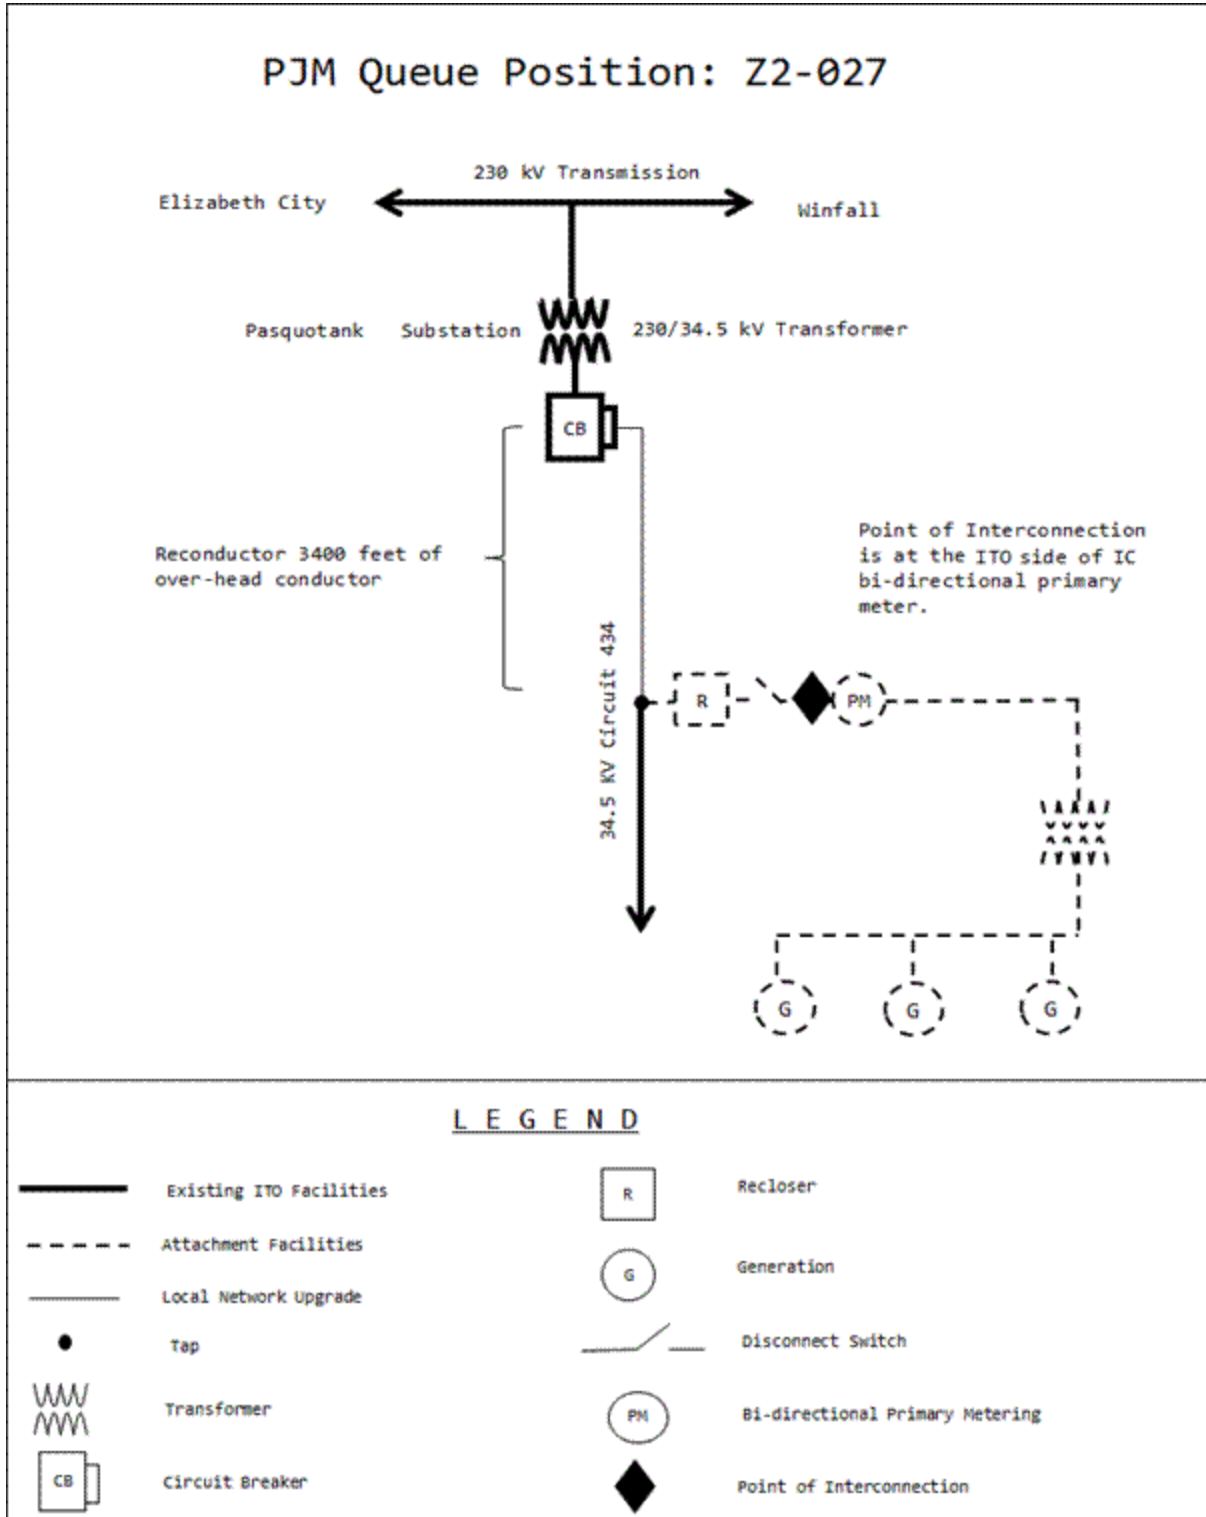 PJM Queue Position: Z2-027
230 kV Transmission
Elizabeth City
Winfall
Pasquotank Substation
230/34.5 kV Transformer
CB
Reconductor 3400 feet of
over-head conductor
Point of Interconnection
is at the ITO side of IC
bi-directional primary
meter.
34.5 KV Circuit 434
R
PM
G
G
G
LEGEND
Existing ITO Facilities
R
Recloser
Attachment Facilities
G
Generation
Local Network Upgrade
Tap
Disconnect Switch
Transformer
PM
Bi-directional Primary Metering
CB
Circuit Breaker
Point of Interconnection